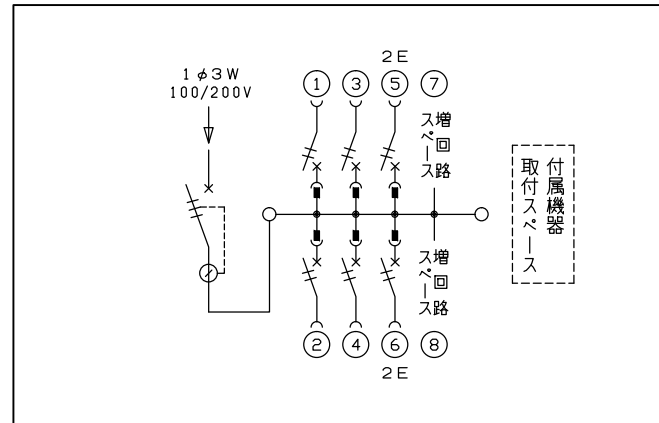 1φ3W
100/200V
2E
① ③ ⑤ ⑦
増回路
スペース
付属機器
取付スペース
増回路
スペース
② ④ ⑥ ⑧
2E